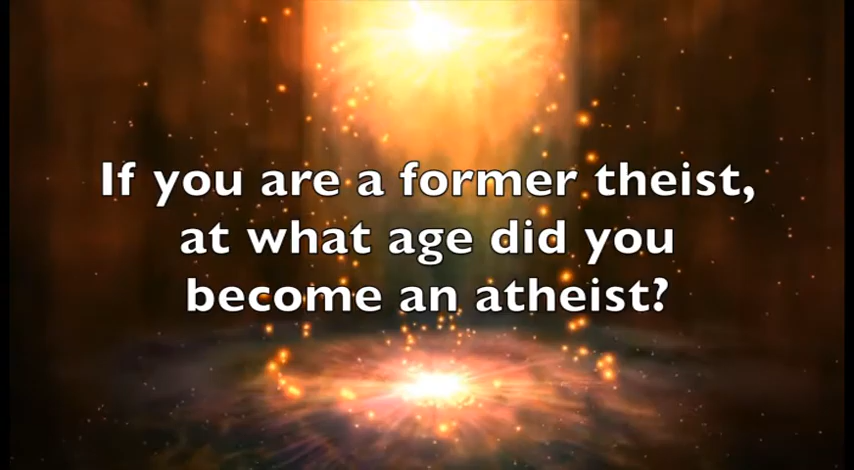 If you are a former theist,
at what age did you
become an atheist?